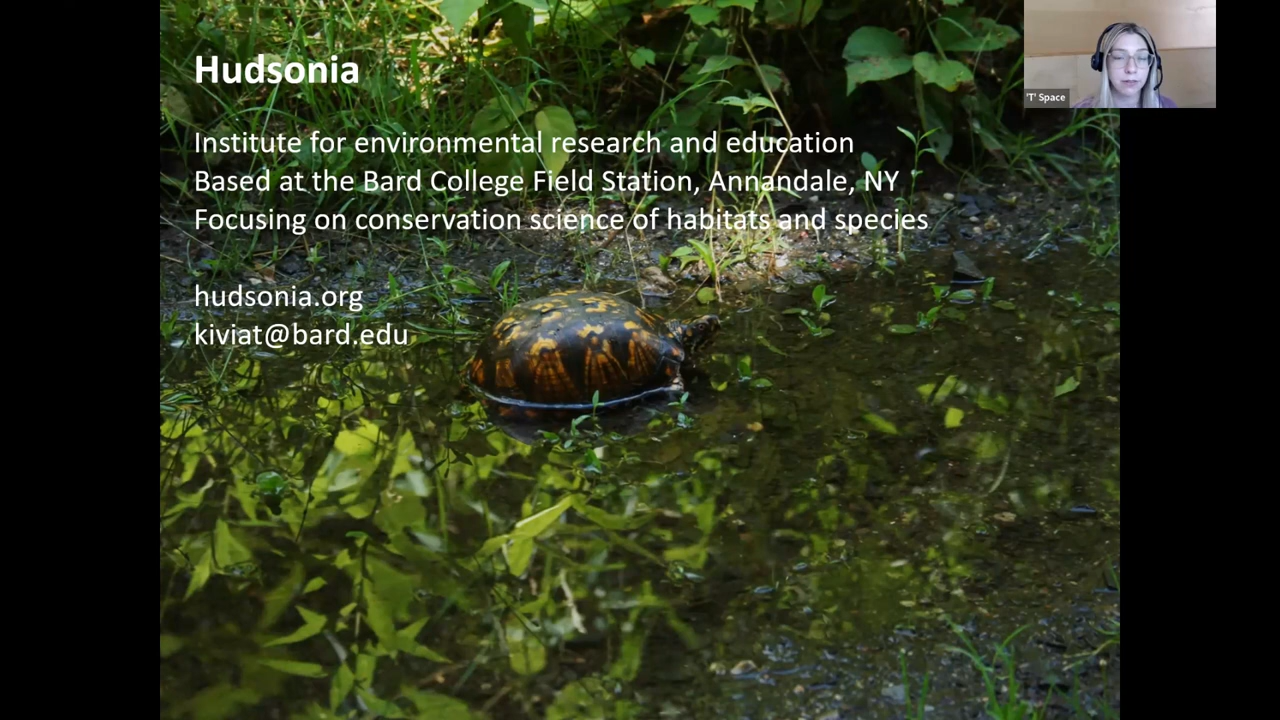 Hudsonia
Institute for environmental research and education
Based at the Bard College Field Station, Annandale, NY
Focusing on conservation science of habitats and species
hudsonia.org
kiviat@bard.edu
'T' Space